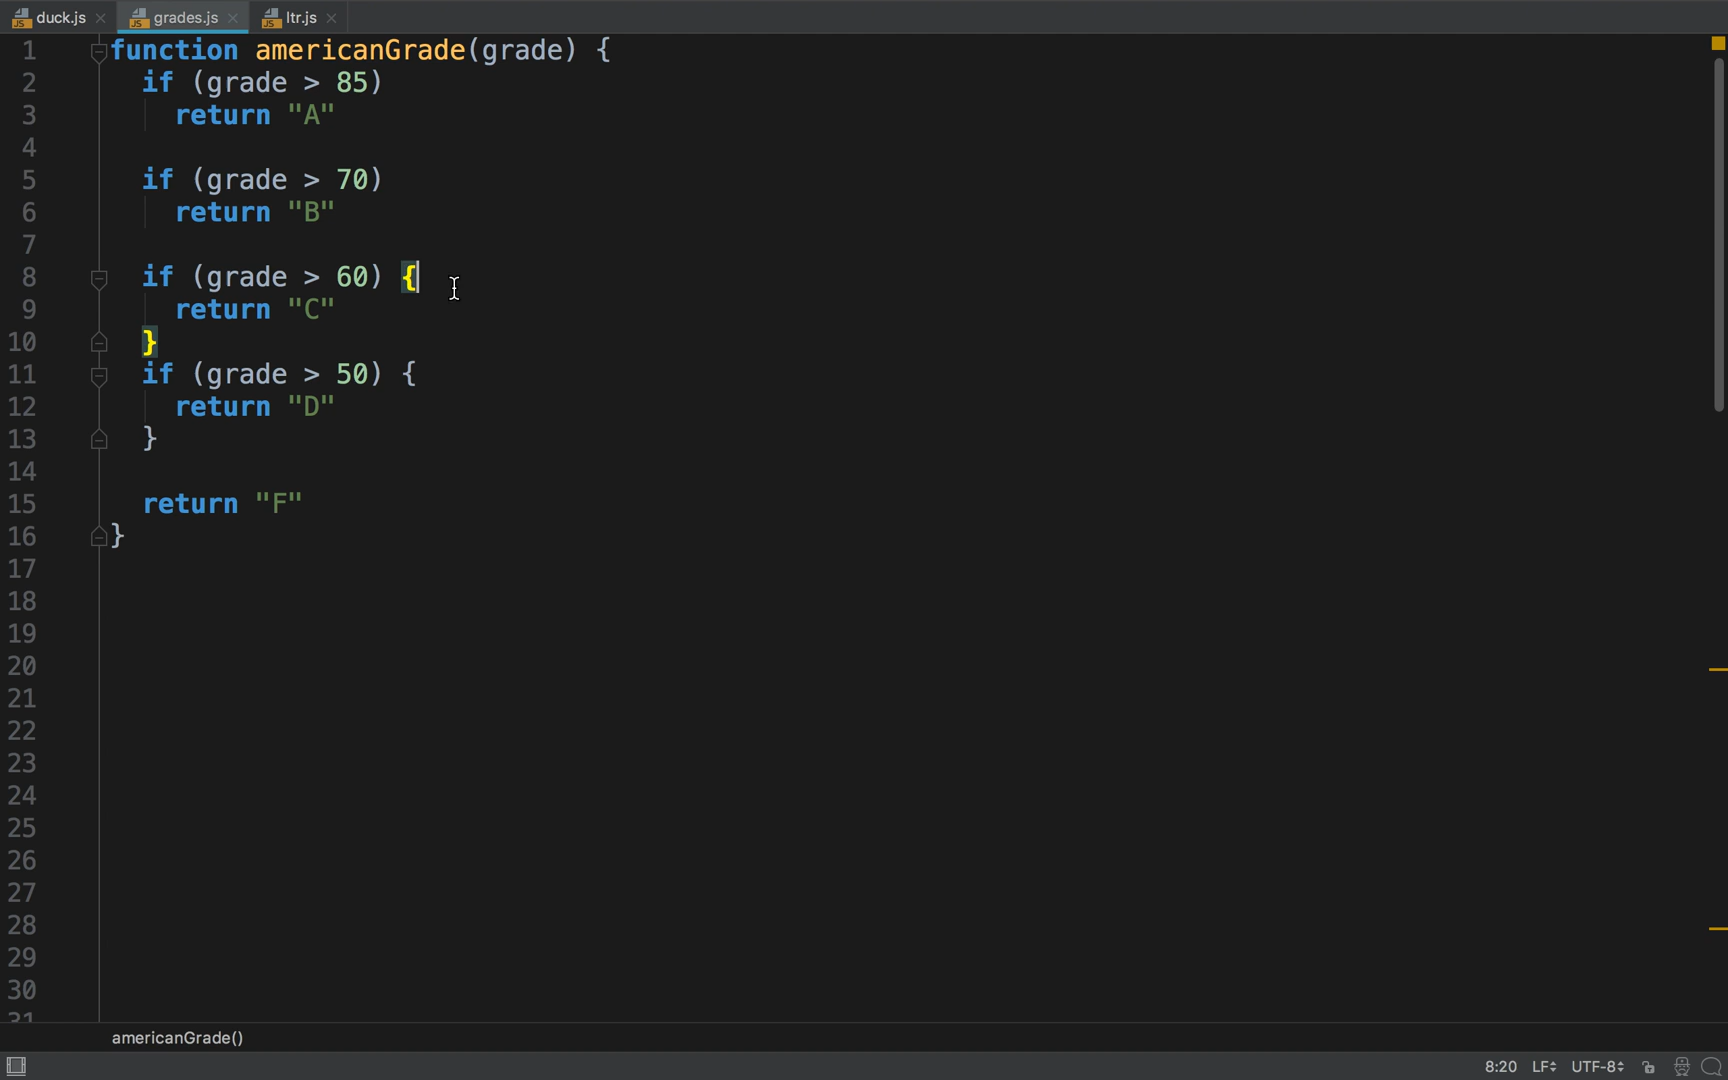 duck.js grades.js ltr.js
1 function americanGrade(grade) {
2 if (grade > 85)
3 return "A"
4
5 if (grade > 70)
6 return "B"
7
8 if (grade > 60) {
9 return "C"
10 }
11 if (grade > 50) {
12 return "D"
13 }
14
15 return "F"
16 }
17
18
19
20
21
22
23
24
25
26
27
28
29
30
31
americanGrade()
8:20 LF UTF-8